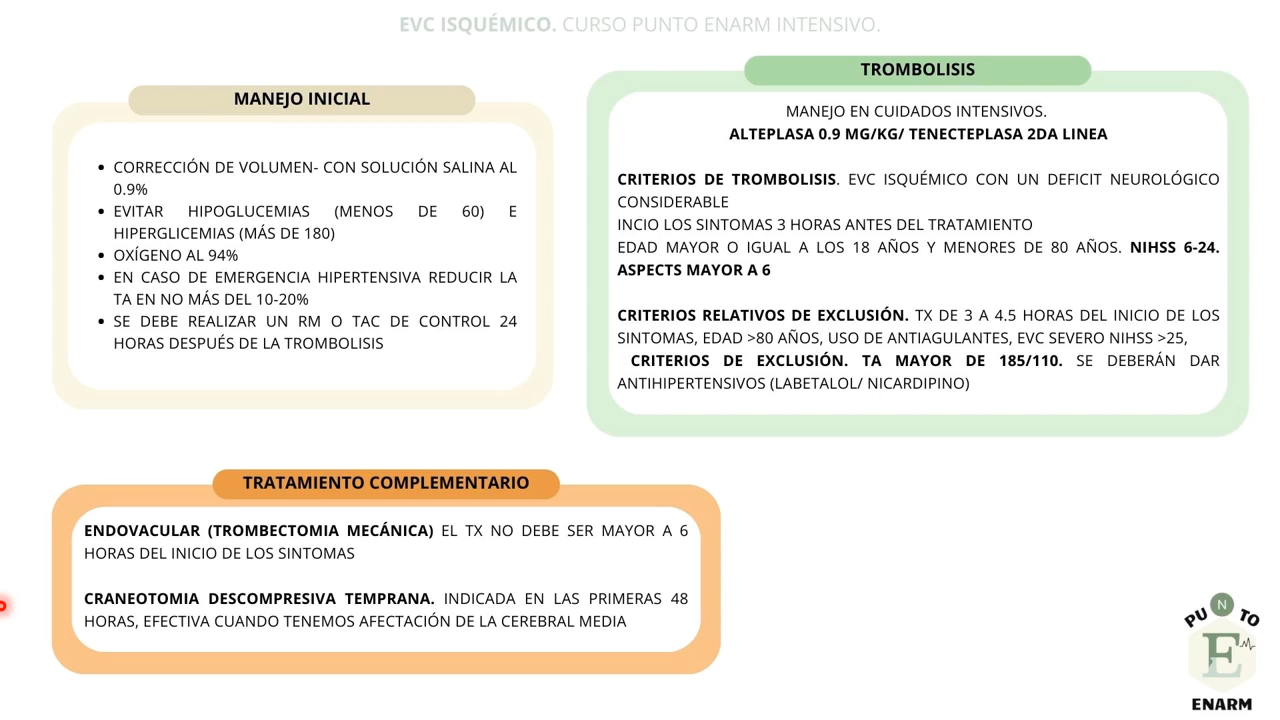 EVC ISQUÉMICO. CURSO PUNTO ENARM INTENSIVO.
MANEJO INICIAL
CORRECCIÓN DE VOLUMEN- CON SOLUCIÓN SALINA AL
0.9%
EVITAR HIPOGLUCEMIAS (MENOS DE 60) E
HIPERGLICEMIAS (MÁS DE 180)
OXÍGENO AL 94%
EN CASO DE EMERGENCIA HIPERTENSIVA REDUCIR LA
TA EN NO MÁS DEL 10-20%
SE DEBE REALIZAR UN RM O TAC DE CONTROL 24
HORAS DESPUÉS DE LA TROMBOLISIS
TROMBOLISIS
MANEJO EN CUIDADOS INTENSIVOS.
ALTEPLASA 0.9 MG/KG/ TENECTEPLASA 2DA LINEA
CRITERIOS DE TROMBOLISIS. EVC ISQUÉMICO CON UN DEFICIT NEUROLÓGICO
CONSIDERABLE
INCIO LOS SINTOMAS 3 HORAS ANTES DEL TRATAMIENTO
EDAD MAYOR O IGUAL A LOS 18 AÑOS Y MENORES DE 80 AÑOS. NIHSS 6-24.
ASPECTS MAYOR A 6
CRITERIOS RELATIVOS DE EXCLUSIÓN. TX DE 3 A 4.5 HORAS DEL INICIO DE LOS
SINTOMAS, EDAD >80 AÑOS, USO DE ANTIAGULANTES, EVC SEVERO NIHSS >25,
CRITERIOS DE EXCLUSIÓN. TA MAYOR DE 185/110. SE DEBERÁN DAR
ANTIHIPERTENSIVOS (LABETALOL/ NICARDIPINO)
TRATAMIENTO COMPLEMENTARIO
ENDOVACULAR (TROMBECTOMIA MECÁNICA) EL TX NO DEBE SER MAYOR A 6
HORAS DEL INICIO DE LOS SINTOMAS
CRANEOTOMIA DESCOMPRESIVA TEMPRANA. INDICADA EN LAS PRIMERAS 48
HORAS, EFECTIVA CUANDO TENEMOS AFECTACIÓN DE LA CEREBRAL MEDIA
PUNTO
E
ENARM